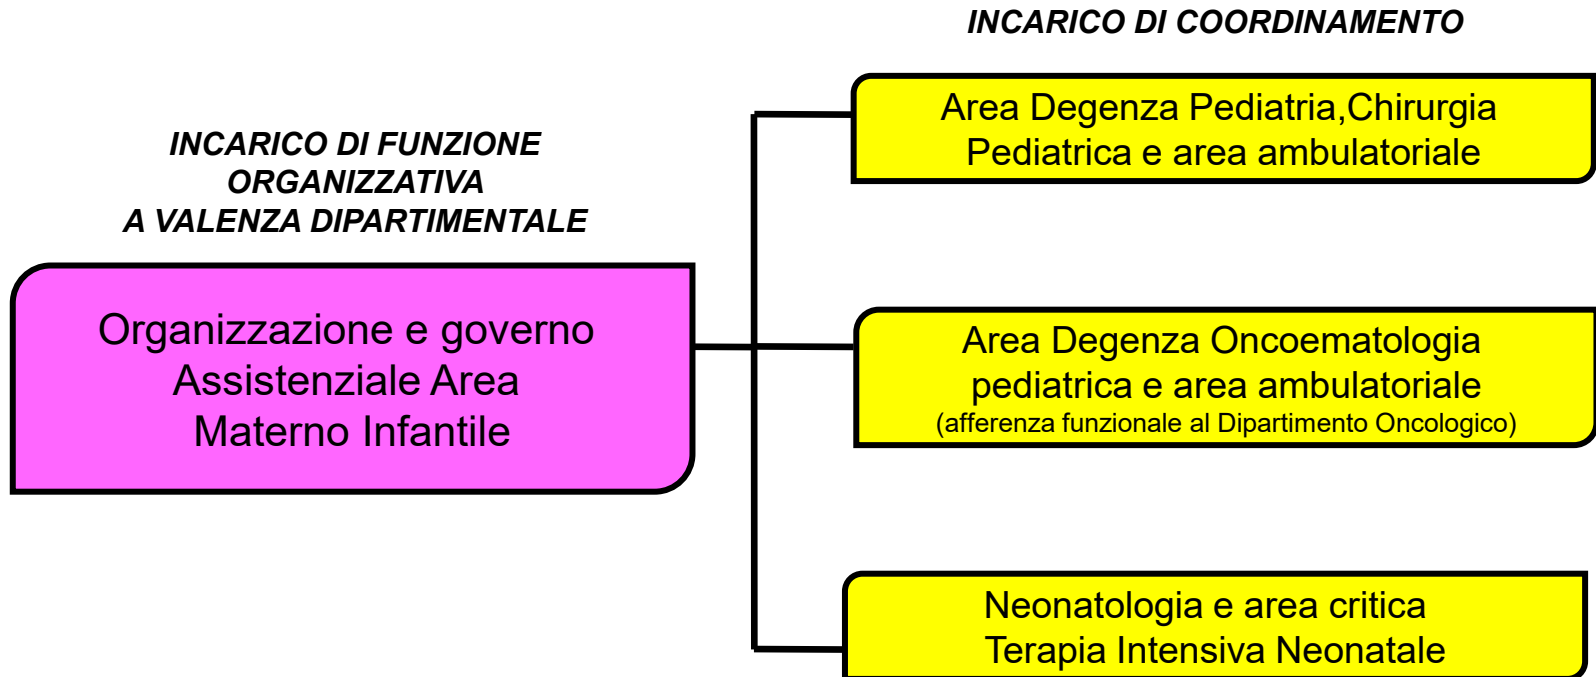 INCARICO DI COORDINAMENTO
INCARICO DI FUNZIONE
ORGANIZZATIVA
A VALENZA DIPARTIMENTALE
Organizzazione e governo
Assistenziale Area
Materno Infantile
Area Degenza Pediatria,Chirurgia
Pediatrica e area ambulatoriale
Area Degenza Oncoematologia
pediatrica e area ambulatoriale
(afferenza funzionale al Dipartimento Oncologico)
Neonatologia e area critica
Terapia Intensiva Neonatale